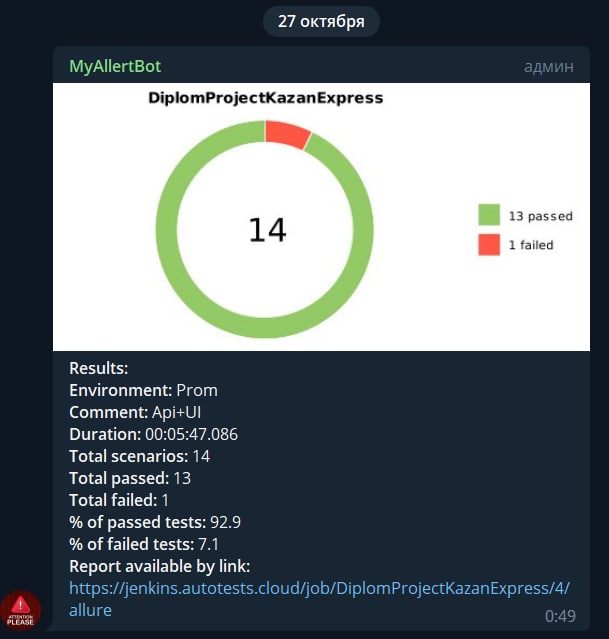 27 октября
MyAllertBot админ
DiplomProjectKazanExpress
14
13 passed
1 failed
Results:
Environment: Prom
Comment: Api+UI
Duration: 00:05:47.086
Total scenarios: 14
Total passed: 13
Total failed: 1
% of passed tests: 92.9
% of failed tests: 7.1
Report available by link:
https://jenkins.autotests.cloud/job/DiplomProjectKazanExpress/4/
allure
0:49
ATTENTION
PLEASE